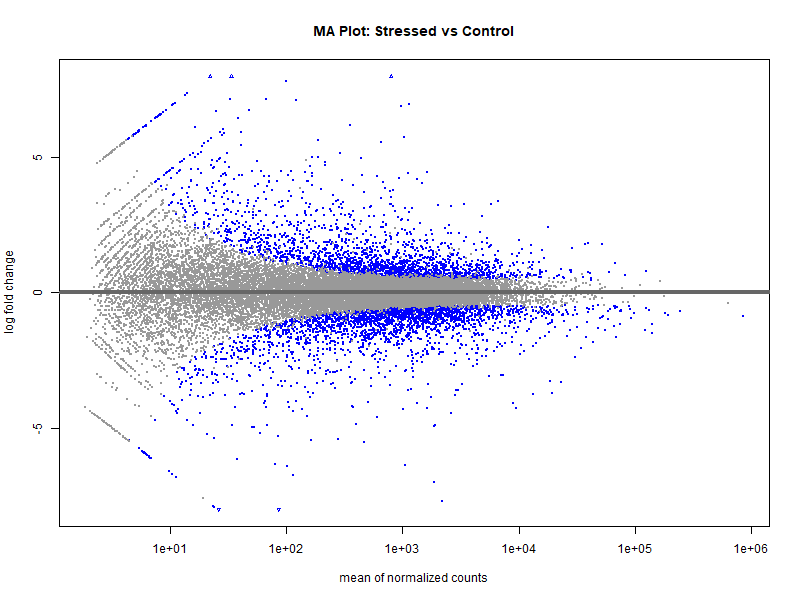 MA Plot: Stressed vs Control
log fold change
5
0
-5
1e+01 1e+02 1e+03 1e+04 1e+05 1e+06
mean of normalized counts